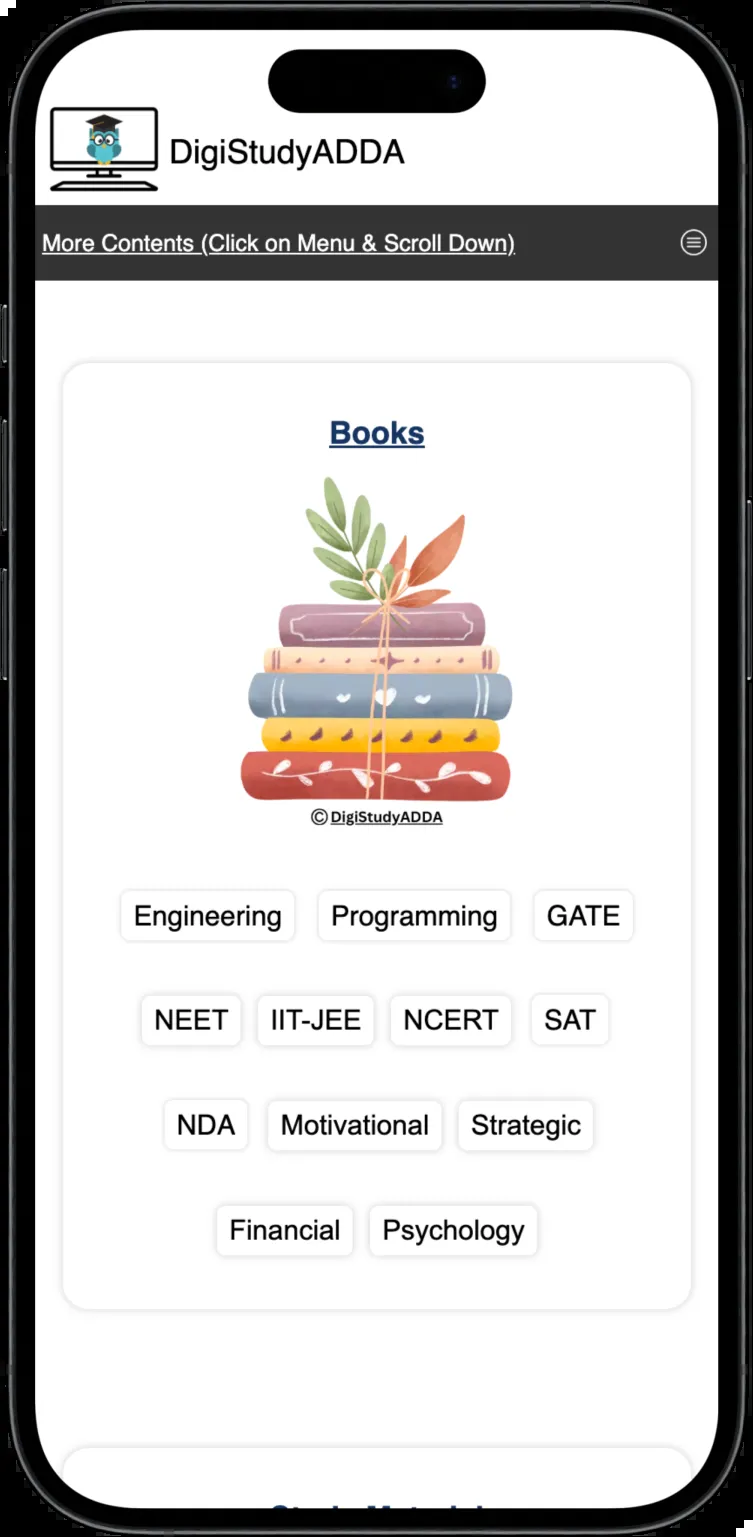 DigiStudyADDA
More Contents (Click on Menu & Scroll Down)
Books
© DigiStudyADDA
Engineering Programming GATE
NEET IIT-JEE NCERT SAT
NDA Motivational Strategic
Financial Psychology